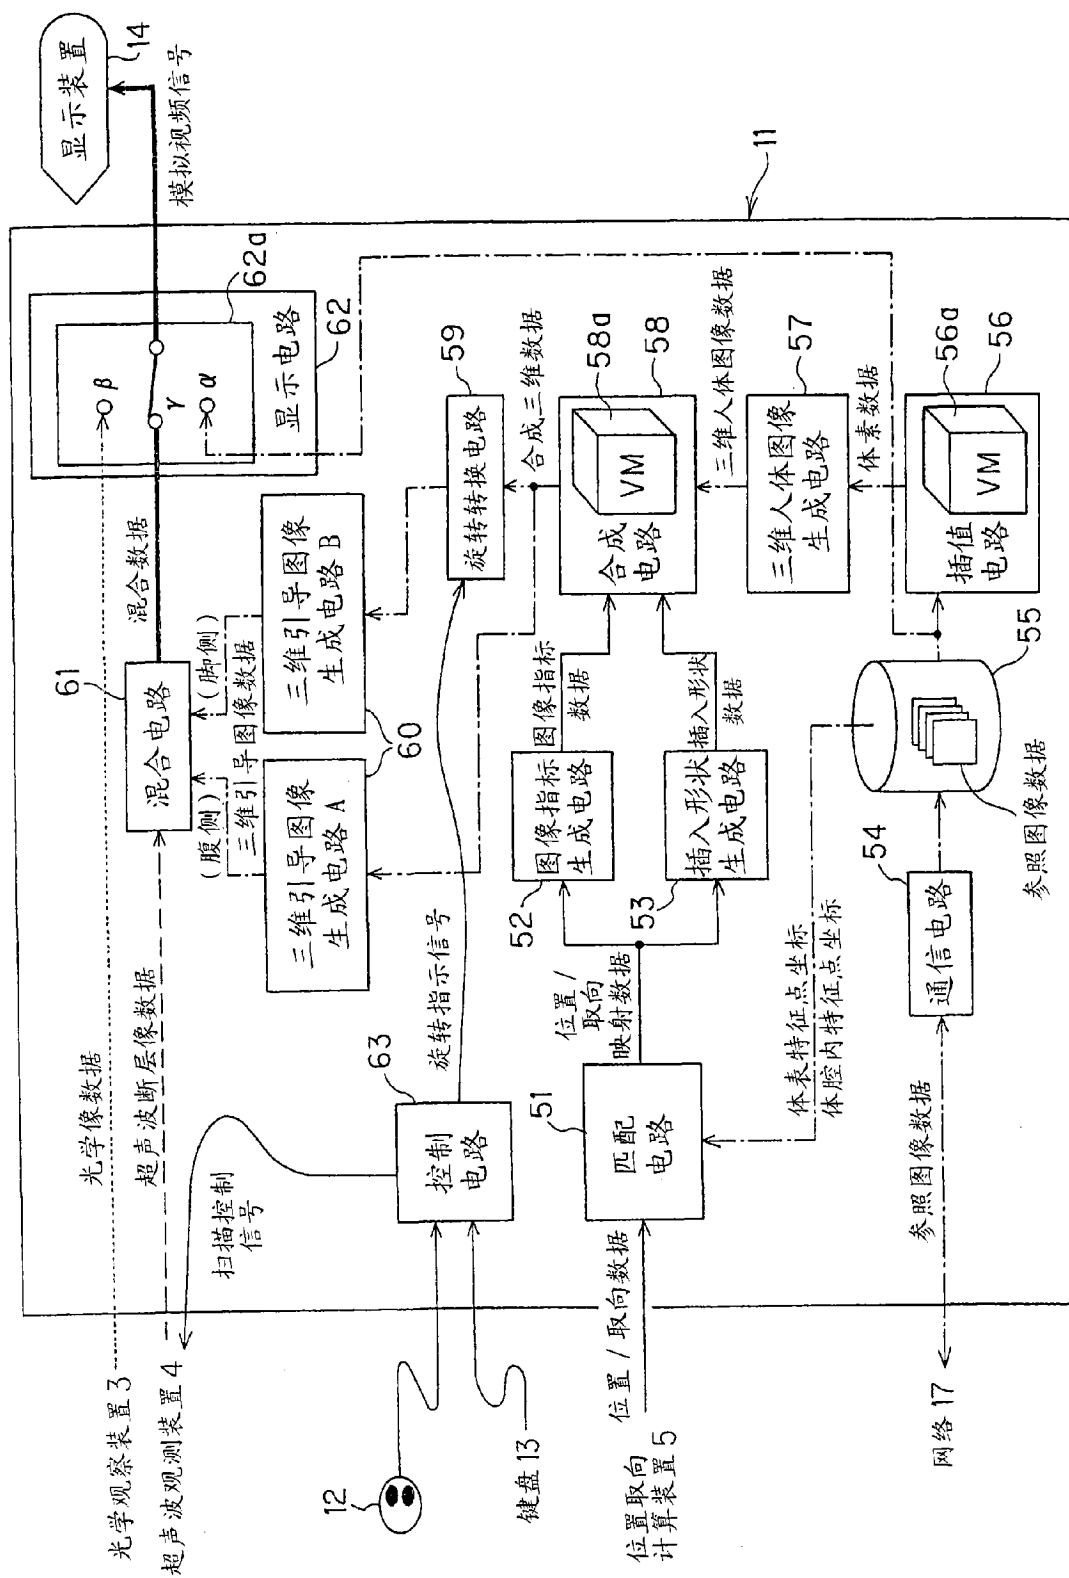 光学观察装置 3
超声波观测装置 4
光学像数据
超声波断层像数据
扫描控制
信号
12
键盘 13
位置取向
计算装置 5
位置 / 取向数据
网络 17
参照图像数据
控制
电路
63
旋转指示信号
匹配
电路
51
位置 /
取向
映射数据
体表特征点坐标
体腔内特征点坐标
通信电路
54
参照图像数据
55
图像指标
生成电路
52
图像指标
数据
插入形状
生成电路
53
插入形状
数据
三维引导图像
生成电路 A
三维引导图像
生成电路 B
60
(腹侧)
(脚侧)
三维引导图像数据
混合电路
61
混合数据
旋转转换电路
59
合成三维数据
合成
电路
VM
58a
58
三维人体图像数据
三维人体图像
生成电路
57
体素数据
插值
电路
VM
56a
56
β
γ
α
显示电路
62a
62
模拟视频信号
显示装置
14
11